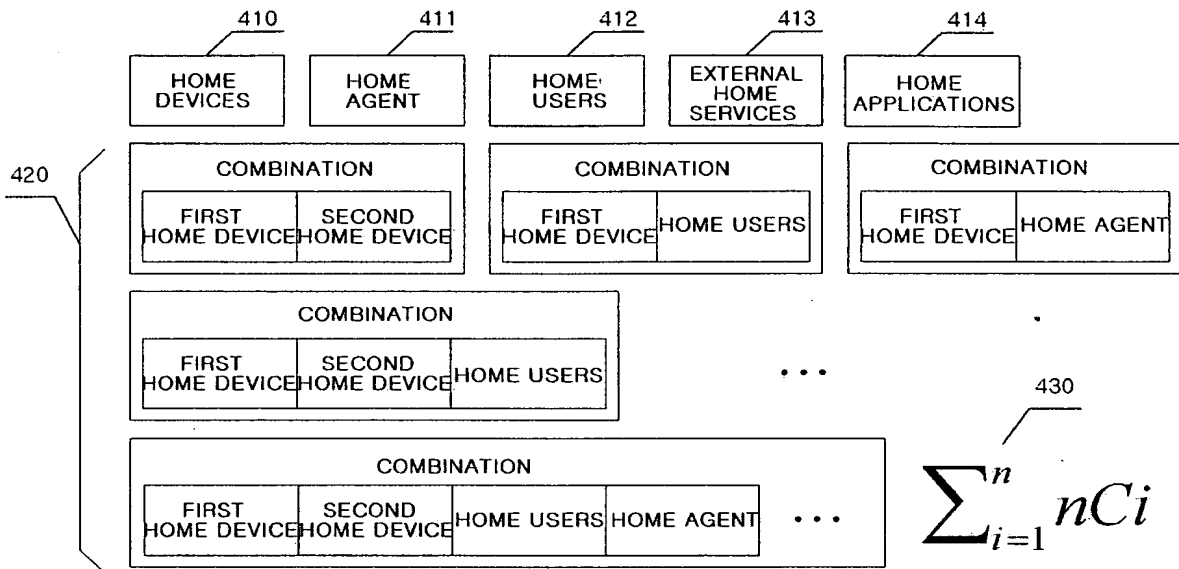 410
411
412
413
414
HOME
DEVICES
HOME
AGENT
HOME
USERS
EXTERNAL
HOME
SERVICES
HOME
APPLICATIONS
420
COMBINATION
FIRST
HOME DEVICE
SECOND
HOME DEVICE
COMBINATION
FIRST
HOME DEVICE
HOME USERS
COMBINATION
FIRST
HOME DEVICE
HOME AGENT
COMBINATION
FIRST
HOME DEVICE
SECOND
HOME DEVICE
HOME USERS
• • •
430
COMBINATION
FIRST
HOME DEVICE
SECOND
HOME DEVICE
HOME USERS
HOME AGENT
• • •
∑ⁿᵢ₌₁ nCi